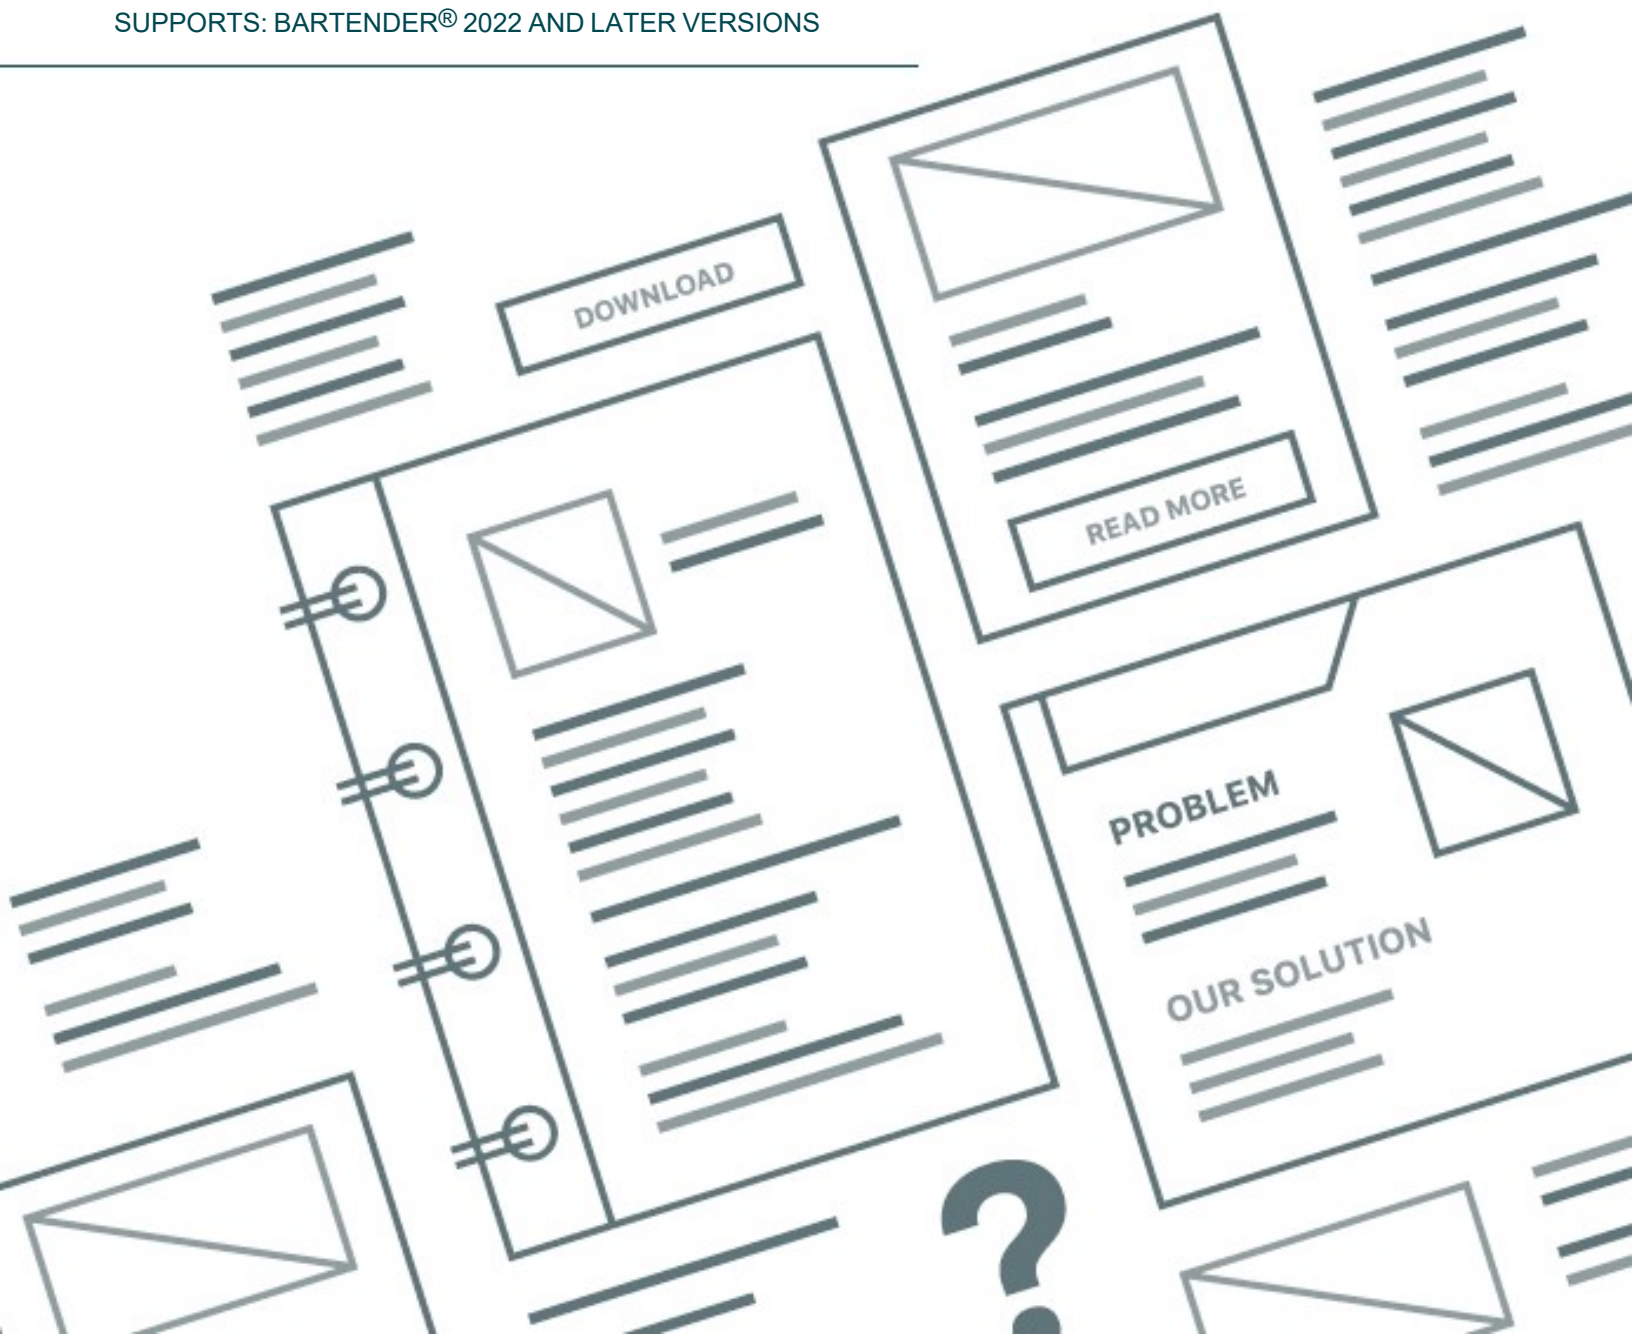 SUPPORTS: BARTENDER® 2022 AND LATER VERSIONS
DOWNLOAD
READ MORE
PROBLEM
OUR SOLUTION
?